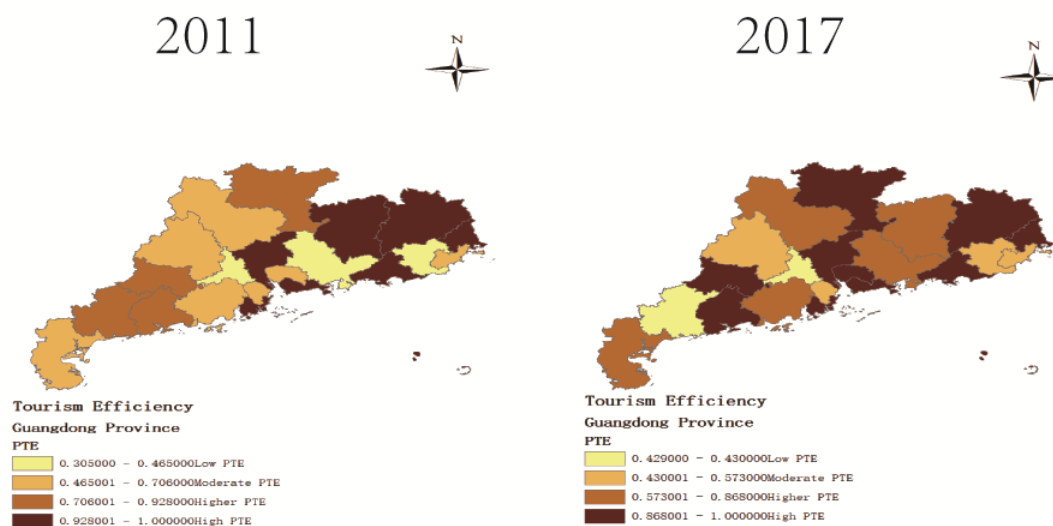 2011
N
Tourism Efficiency
Guangdong Province
PTE
0.305000 - 0.465000Low PTE
0.465001 - 0.706000Moderate PTE
0.706001 - 0.928000Higher PTE
0.928001 - 1.000000High PTE
2017
N
Tourism Efficiency
Guangdong Province
PTE
0.429000 - 0.430000Low PTE
0.430001 - 0.573000Moderate PTE
0.573001 - 0.868000Higher PTE
0.868001 - 1.000000High PTE